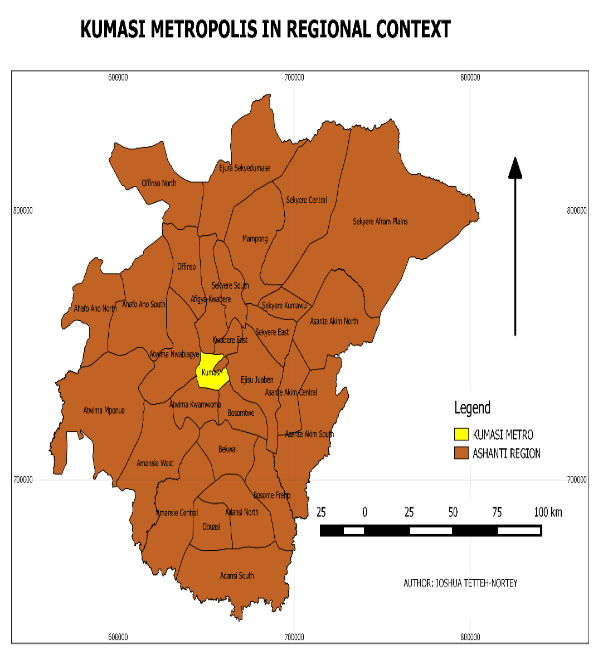 KUMASI METROPOLIS IN REGIONAL CONTEXT
600000 700000 800000
Ejura Sekyedumase
Offinso North
Sekyere Central
800000 800000
Sekyere Afram Plains
Mampong
Offinso
Sekyere South
Afigya-Kwabere
Ahafo Ano North
Ahafo Ano South
Sekyere Kumawu
Asante Akim North
Sekyere East
Kwabere East
Atwima Nwabiagya
Kumasi
Ejisu Juaben
Asante Akim Central
Atwima Mponua
Atwima Kwanwoma
Bosomtwe
Asante Akim South
Bekwai
Amansie West
Legend
KUMASI METRO
ASHANTI REGION
700000 700000
Bosome Freho
Amansie Central
Adansi North
Obuasi
25 0 25 50 75 100 km
Adansi South
AUTHOR: JOSHUA TETTEH-NORTEY
600000 700000 800000